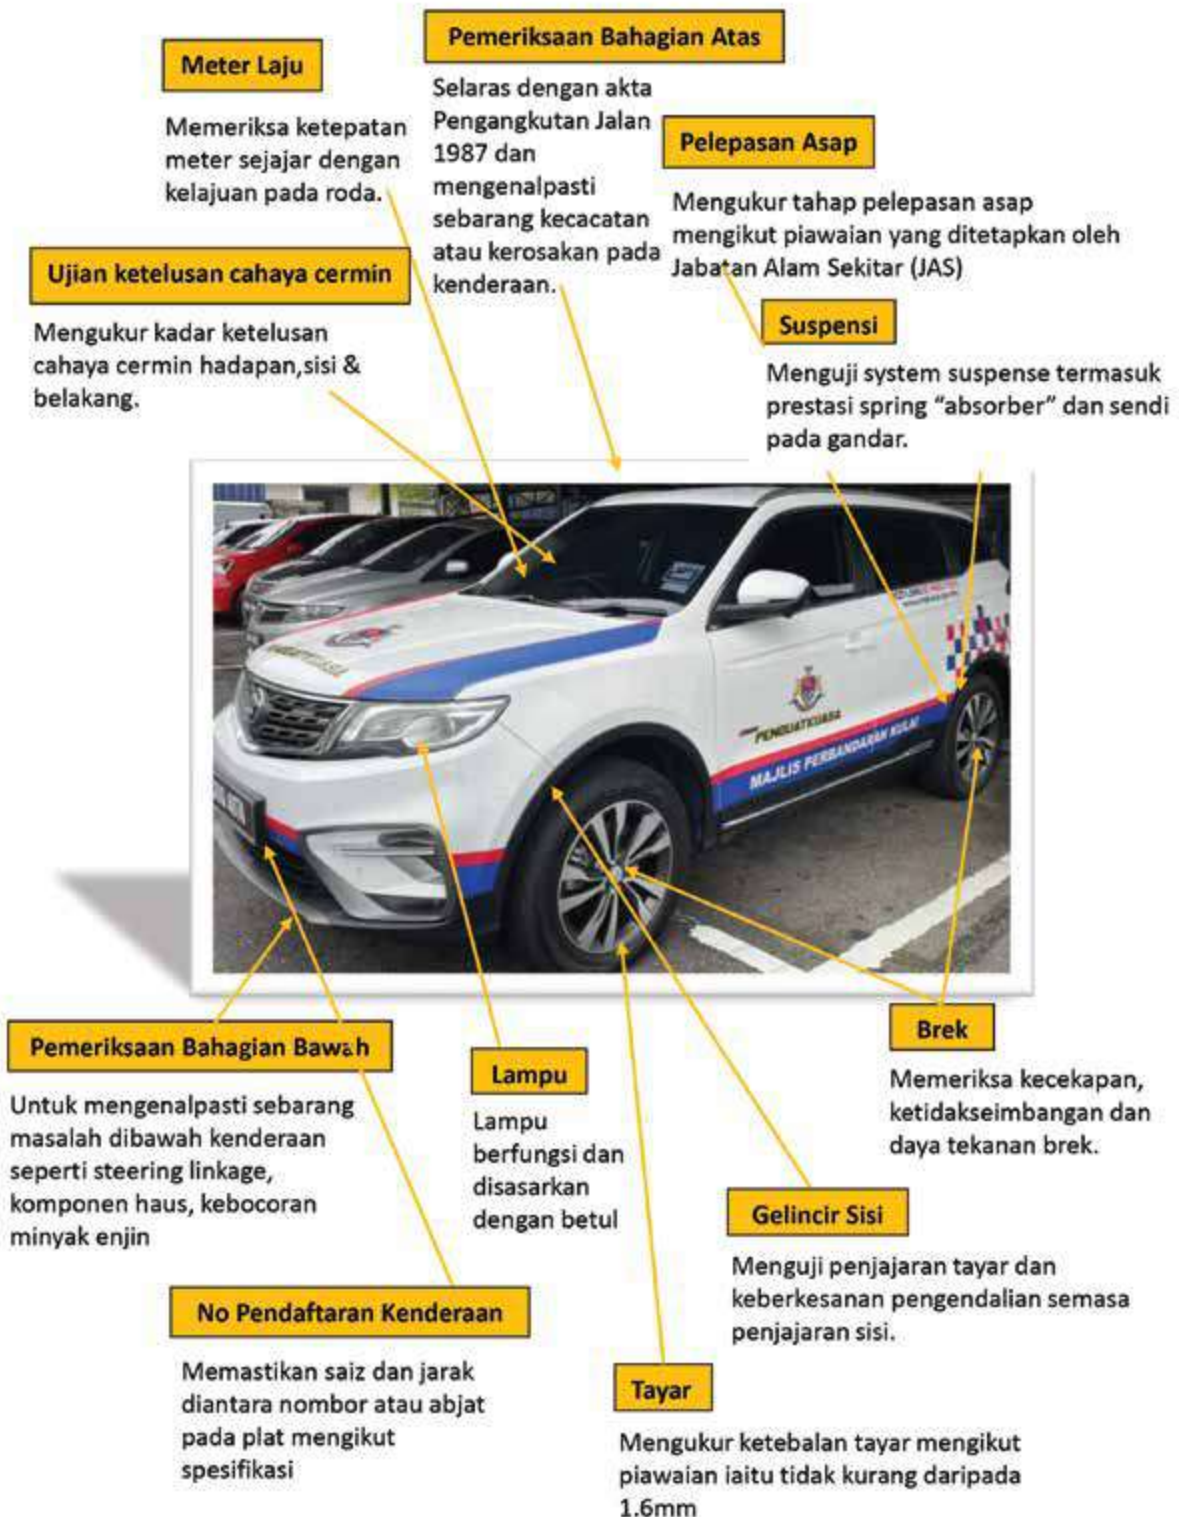 Pemeriksaan Bahagian Atas
Selaras dengan akta
Pengangkutan Jalan
1987 dan
mengenalpasti
sebarang kecacatan
atau kerosakan pada
kenderaan.
Meter Laju
Memeriksa ketepatan
meter sejajar dengan
kelajuan pada roda.
Pelepasan Asap
Mengukur tahap pelepasan asap
mengikut piawaian yang ditetapkan oleh
Jabatan Alam Sekitar (JAS)
Ujian ketelusan cahaya cermin
Mengukur kadar ketelusan
cahaya cermin hadapan,sisi &
belakang.
Suspensi
Menguji system suspense termasuk
prestasi spring “absorber” dan sendi
pada gandar.
PENGUATKUASA
MAJLIS PERBANDARAN KULAI
Pemeriksaan Bahagian Bawah
Untuk mengenalpasti sebarang
masalah dibawah kenderaan
seperti steering linkage,
komponen haus, kebocoran
minyak enjin
Lampu
Lampu
berfungsi dan
disasarkan
dengan betul
Brek
Memeriksa kecekapan,
ketidakseimbangan dan
daya tekanan brek.
Gelincir Sisi
Menguji penjajaran tayar dan
keberkesanan pengendalian semasa
penjajaran sisi.
No Pendaftaran Kenderaan
Memastikan saiz dan jarak
diantara nombor atau abjat
pada plat mengikut
spesifikasi
Tayar
Mengukur ketebalan tayar mengikut
piawaian iaitu tidak kurang daripada
1.6mm